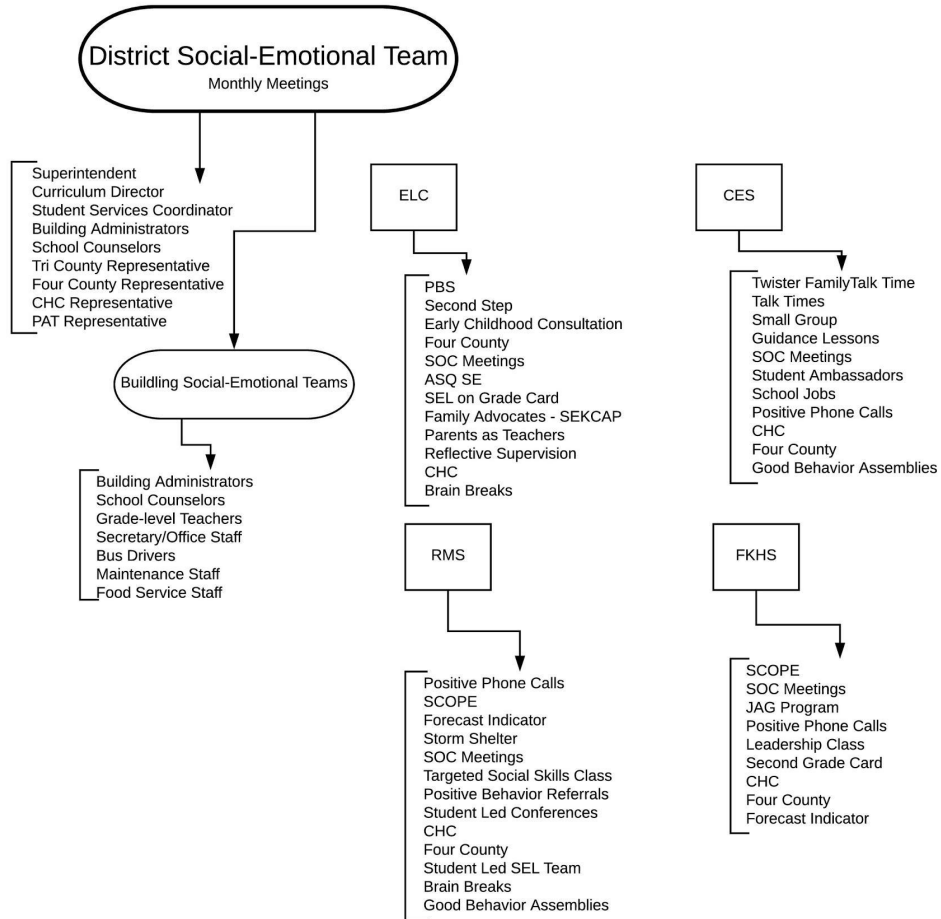 District Social-Emotional Team
Monthly Meetings
Superintendent
Curriculum Director
Student Services Coordinator
Building Administrators
School Counselors
Tri County Representative
Four County Representative
CHC Representative
PAT Representative
Buildling Social-Emotional Teams
Building Administrators
School Counselors
Grade-level Teachers
Secretary/Office Staff
Bus Drivers
Maintenance Staff
Food Service Staff
ELC
PBS
Second Step
Early Childhood Consultation
Four County
SOC Meetings
ASQ SE
SEL on Grade Card
Family Advocates - SEKCAP
Parents as Teachers
Reflective Supervision
CHC
Brain Breaks
CES
Twister FamilyTalk Time
Talk Times
Small Group
Guidance Lessons
SOC Meetings
Student Ambassadors
School Jobs
Positive Phone Calls
CHC
Four County
Good Behavior Assemblies
RMS
Positive Phone Calls
SCOPE
Forecast Indicator
Storm Shelter
SOC Meetings
Targeted Social Skills Class
Positive Behavior Referrals
Student Led Conferences
CHC
Four County
Student Led SEL Team
Brain Breaks
Good Behavior Assemblies
FKHS
SCOPE
SOC Meetings
JAG Program
Positive Phone Calls
Leadership Class
Second Grade Card
CHC
Four County
Forecast Indicator